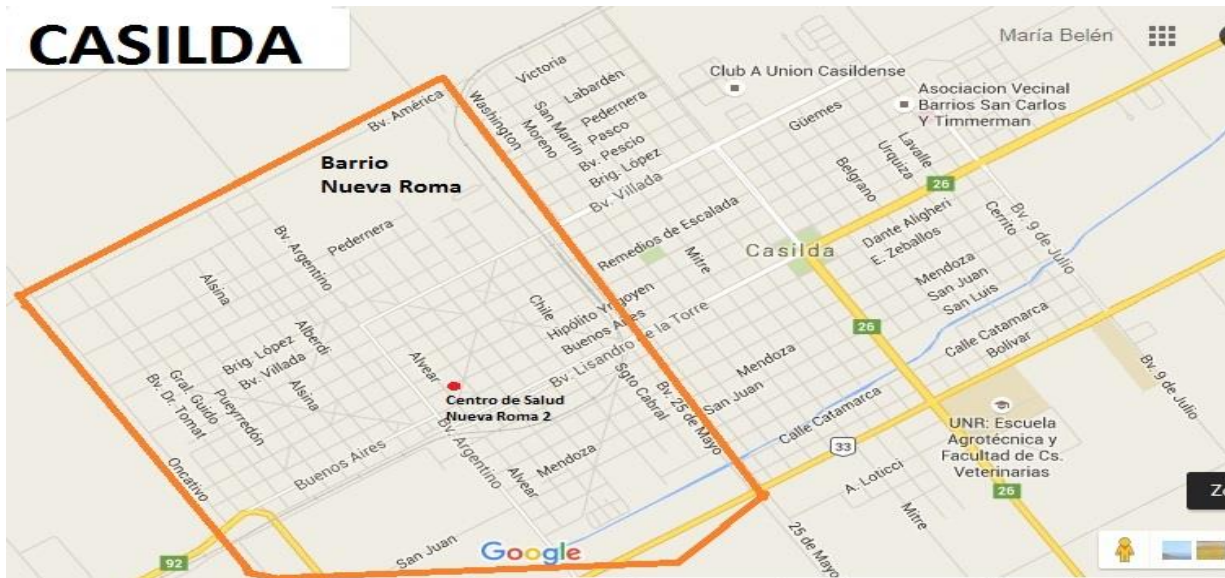 CASILDA
María Belén
Victoria
Labardén
Club A Union Casildense
Asociacion Vecinal
Barrios San Carlos
Y Timmerman
Bv. América
Washington
San Martín
Moreno
Pedernera
Pasco
Bv. Pescio
Brig. López
Bv. Villada
Güemes
Lavalle
Urquiza
Belgrano
26
Barrio
Nueva Roma
Pedernera
Bv. Argentino
Alsina
Remedios de Escalada
Mitre
Casilda
Dante Aligheri
E. Zeballos
Cerrito
Bv. 9 de Julio
Mendoza
San Juan
San Luis
Chile
Hipólito Yrigoyen
Buenos Aires
Bv. Lisandro de la Torre
26
Calle Catamarca
Bolivar
Brig. López
Bv. Villada
Alberdi
Alsina
Gral. Guido
Bv. Dr. Tomat
Pueyrredón
Alvear
Centro de Salud
Nueva Roma 2
Sgto Cabral
Bv. 25 de Mayo
Mendoza
San Juan
Calle Catamarca
Bv. 9 de Julio
UNR: Escuela
Agrotécnica y
Facultad de Cs.
Veterinarias
33
26
Oncativo
Buenos Aires
Bv. Argentino
Alvear
Mendoza
A. Loticci
Mitre
25 de Mayo
San Juan
92
Google